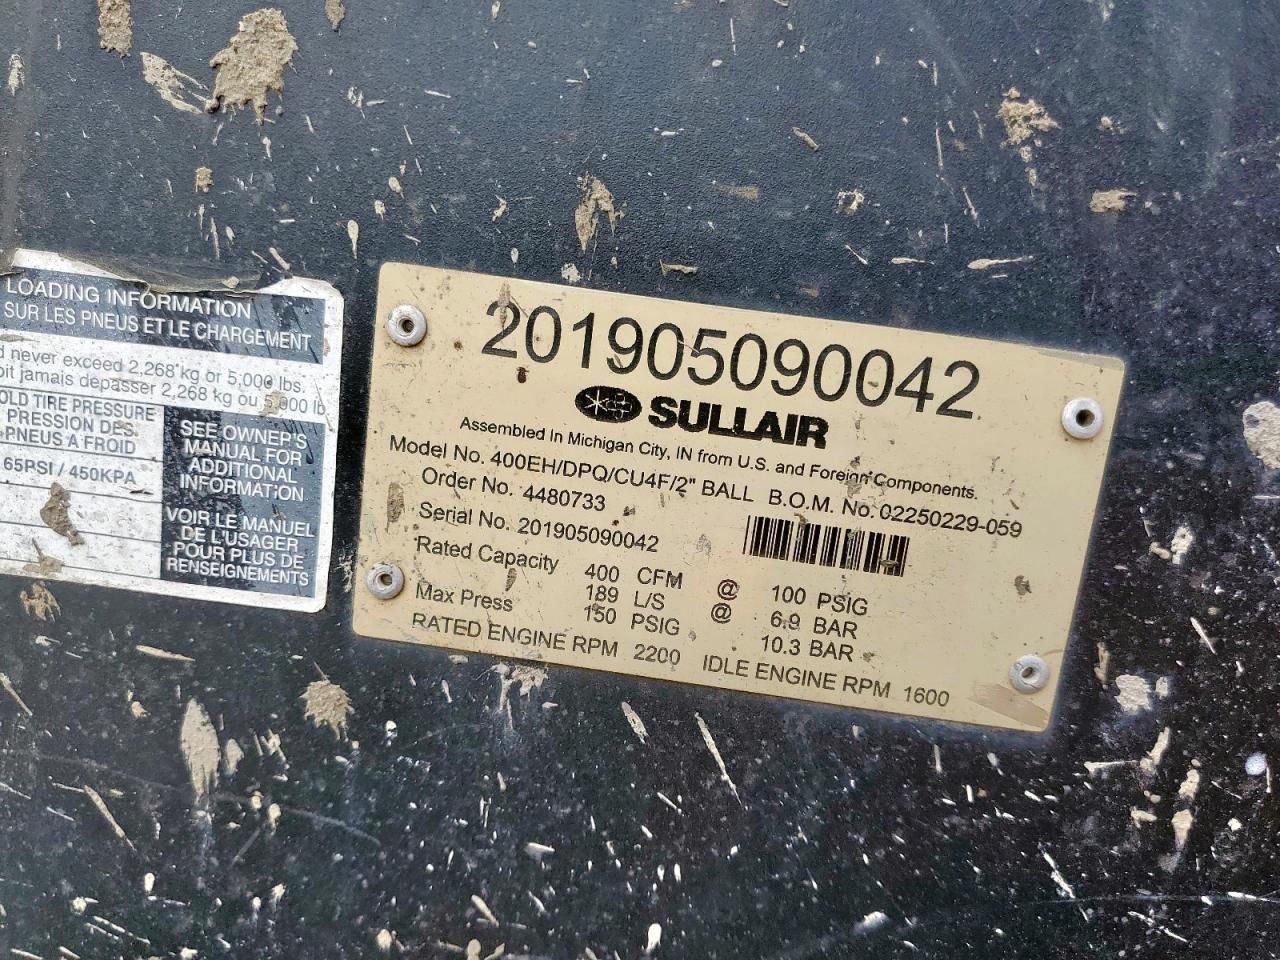 LOADING INFORMATION
SUR LES PNEUS ET LE CHARGEMENT
never exceed 2,268 kg or 5,000 lbs.
jamais depasser 2,268 kg ou lb
TIRE PRESSURE
PRESSION DES
PNEUS A FROID
65PSI / 450KPA
SEE OWNER'S
MANUAL FOR
ADDITIONAL
INFORMATION
VOIR LE MANUEL
DE L'USAGER
POUR PLUS DE
RENSEIGNEMENTS
201905090042
SULLAIR
Assembled In Michigan City, IN from U.S. and Foreign Components.
Model No. 400EH/DPQ/CU4F/2" BALL B.O.M. No. 02250229-059
Order No. 4480733
Serial No. 201905090042
Rated Capacity 400 CFM @ 100 PSIG
189 L/S @ 6.9 BAR
Max Press 150 PSIG 10.3 BAR
RATED ENGINE RPM 2200 IDLE ENGINE RPM 1600